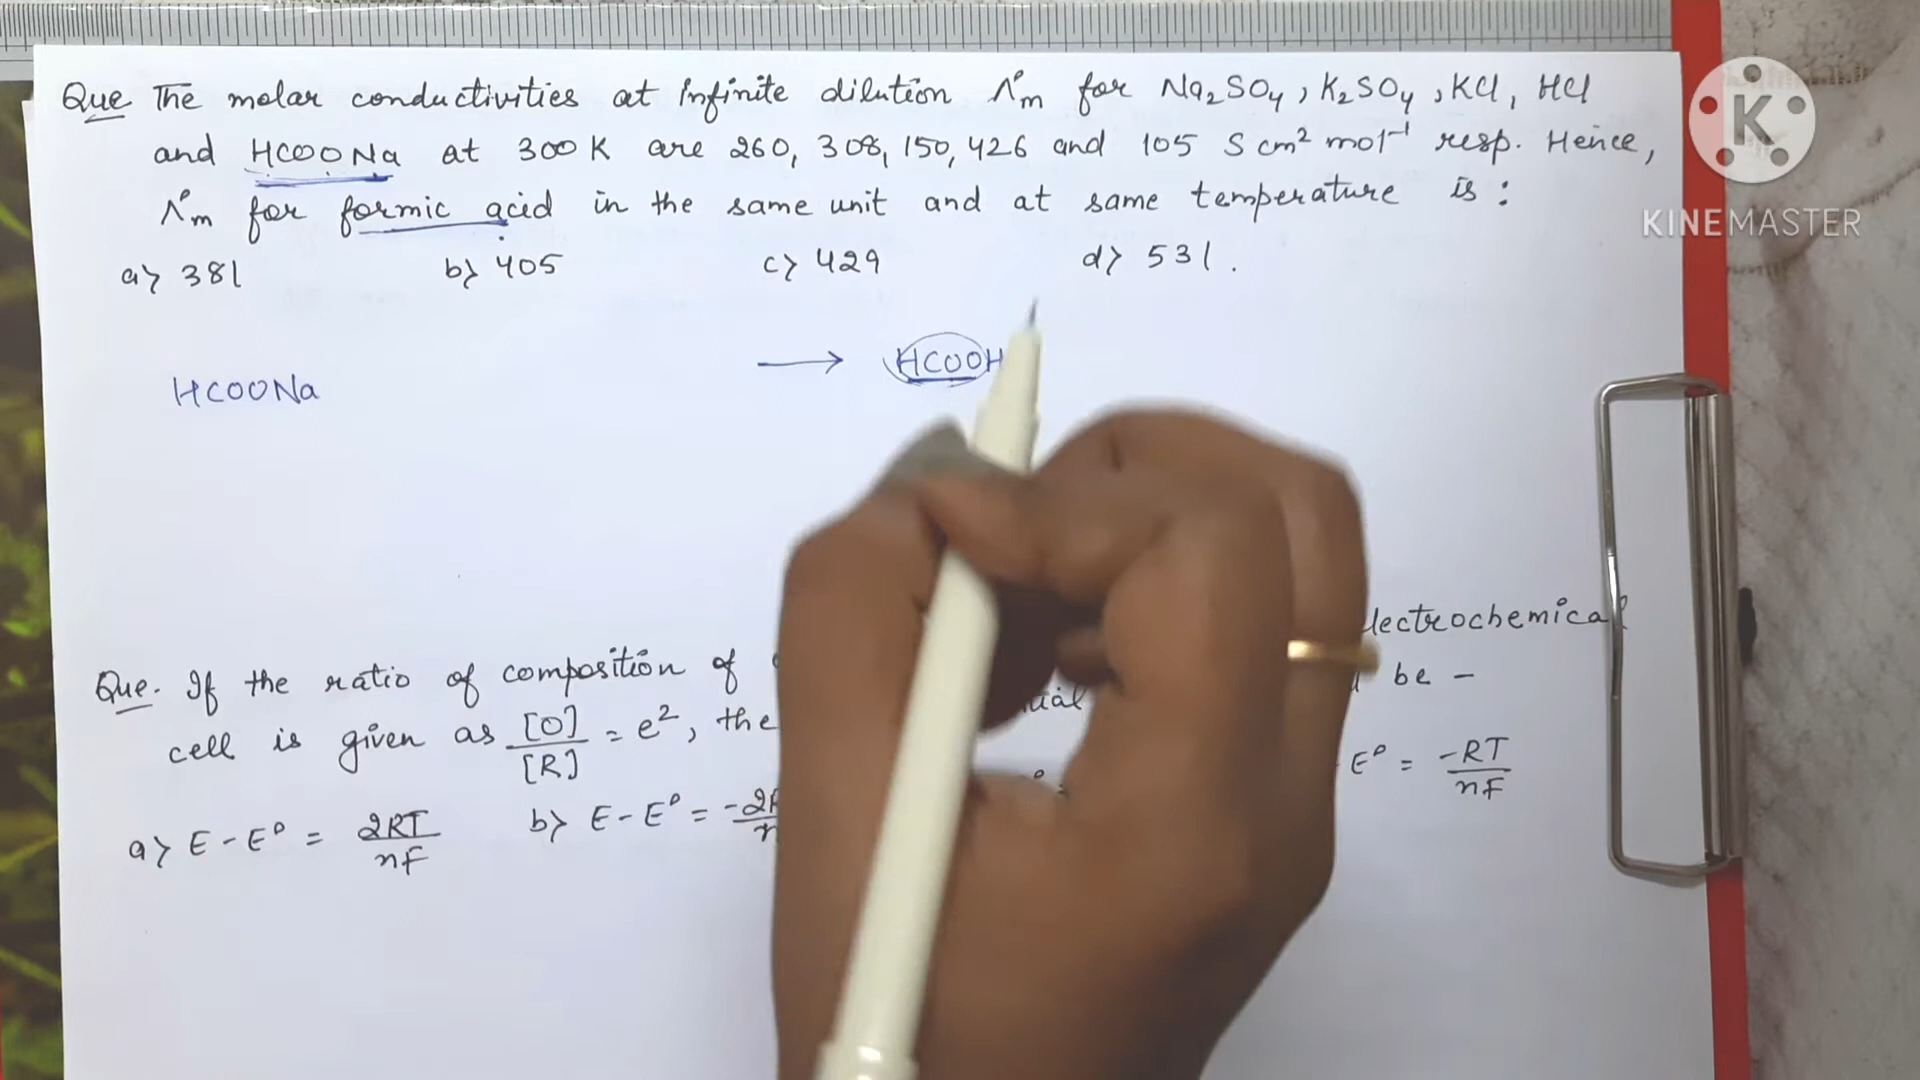 Que The molar conductivities at infinite dilution Λ°m for Na₂SO₄, K₂SO₄, KCl, HCl
and HCOONa at 300K are 260, 308, 150, 426 and 105 S cm² mol⁻¹ resp. Hence,
Λ°m for formic acid in the same unit and at same temperature is:
a) 381 b) 405 c) 429 d) 531.
K
KINEMASTER
HCOONa ⟶ HCOOH
lectrochemical
Que. If the ratio of composition of be –
cell is given as [O]/[R] = e², the
a) E - E° = 2RT/nF b) E - E° = E° = -RT/nF